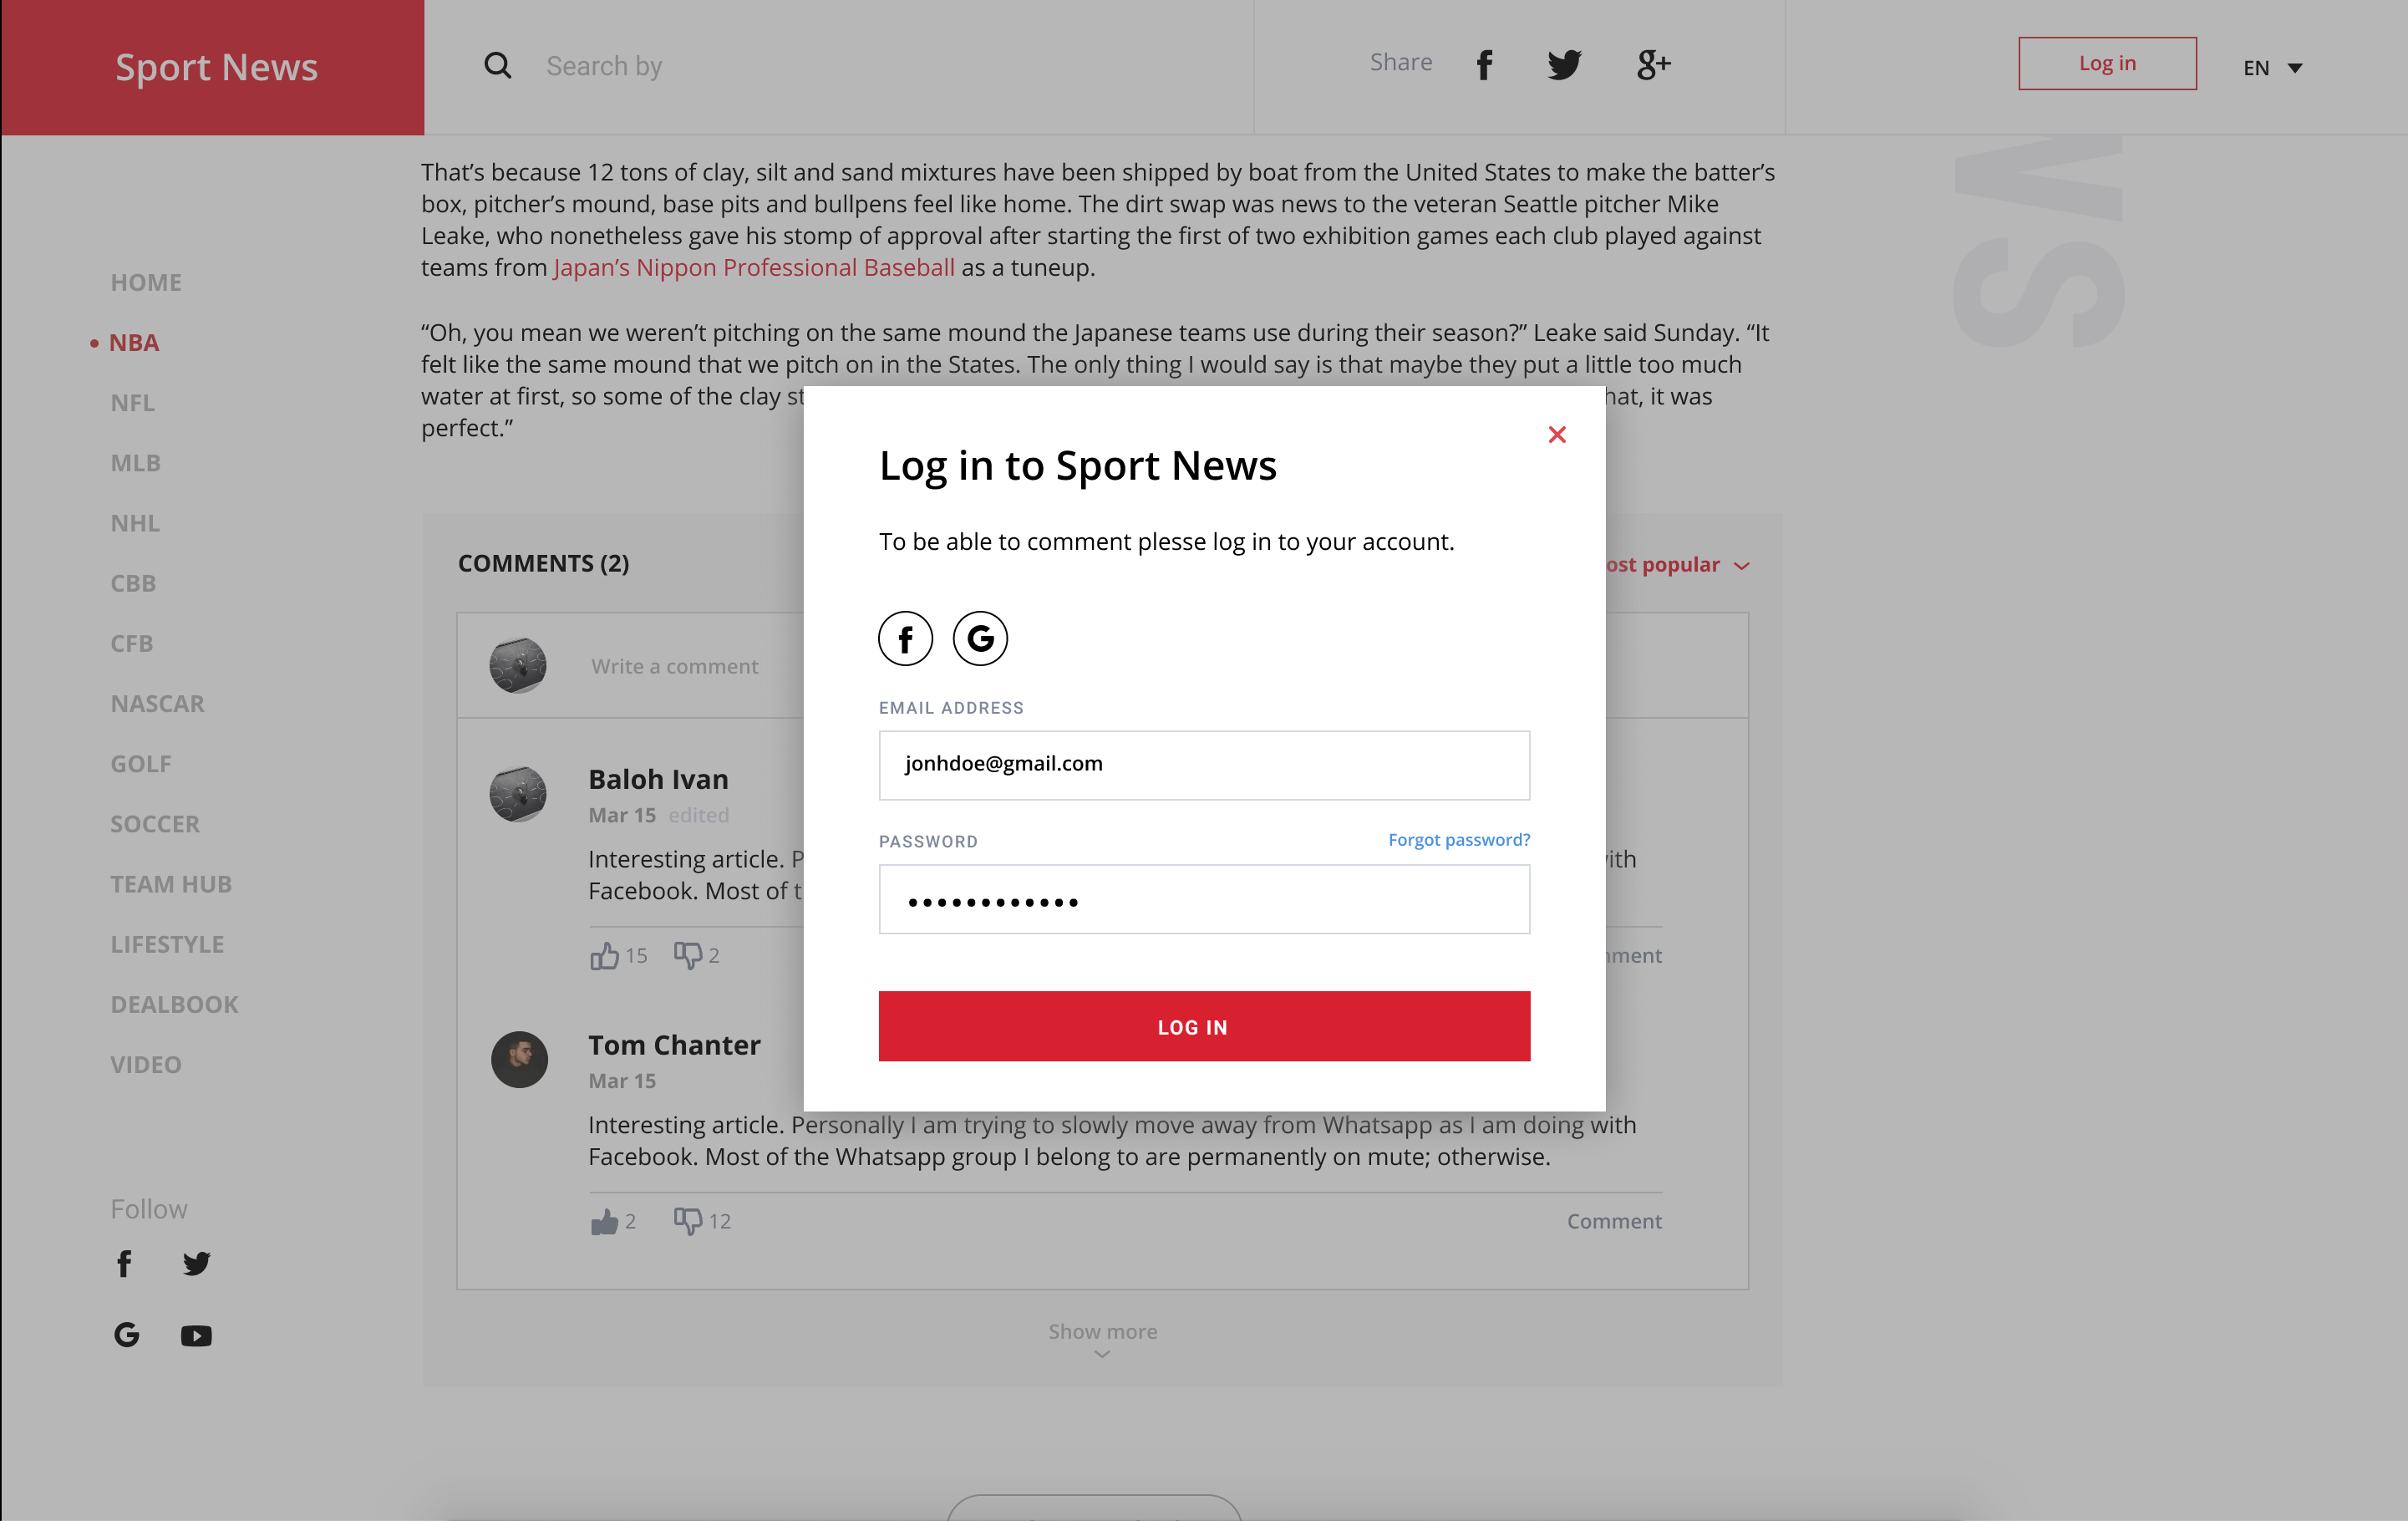 Sport News
Search by
Share
g+
Log in
EN
WS
That’s because 12 tons of clay, silt and sand mixtures have been shipped by boat from the United States to make the batter’s
box, pitcher’s mound, base pits and bullpens feel like home. The dirt swap was news to the veteran Seattle pitcher Mike
Leake, who nonetheless gave his stomp of approval after starting the first of two exhibition games each club played against
teams from Japan’s Nippon Professional Baseball as a tuneup.
“Oh, you mean we weren’t pitching on the same mound the Japanese teams use during their season?” Leake said Sunday. “It
felt like the same mound that we pitch on in the States. The only thing I would say is that maybe they put a little too much
water at first, so some of the clay
it was
perfect.”
HOME
NBA
NFL
MLB
NHL
CBB
CFB
NASCAR
GOLF
SOCCER
TEAM HUB
LIFESTYLE
DEALBOOK
VIDEO
Follow
Log in to Sport News
To be able to comment plesse log in to your account.
EMAIL ADDRESS
jonhdoe@gmail.com
PASSWORD
Forgot password?
LOG IN
COMMENTS (2)
popular
Write a comment
Baloh Ivan
Mar 15 edited
Interesting article.
Facebook. Most of
15
2
Tom Chanter
Mar 15
Interesting article. Personally I am trying to slowly move away from Whatsapp as I am doing with
Facebook. Most of the Whatsapp group I belong to are permanently on mute; otherwise.
2
12
Comment
Show more